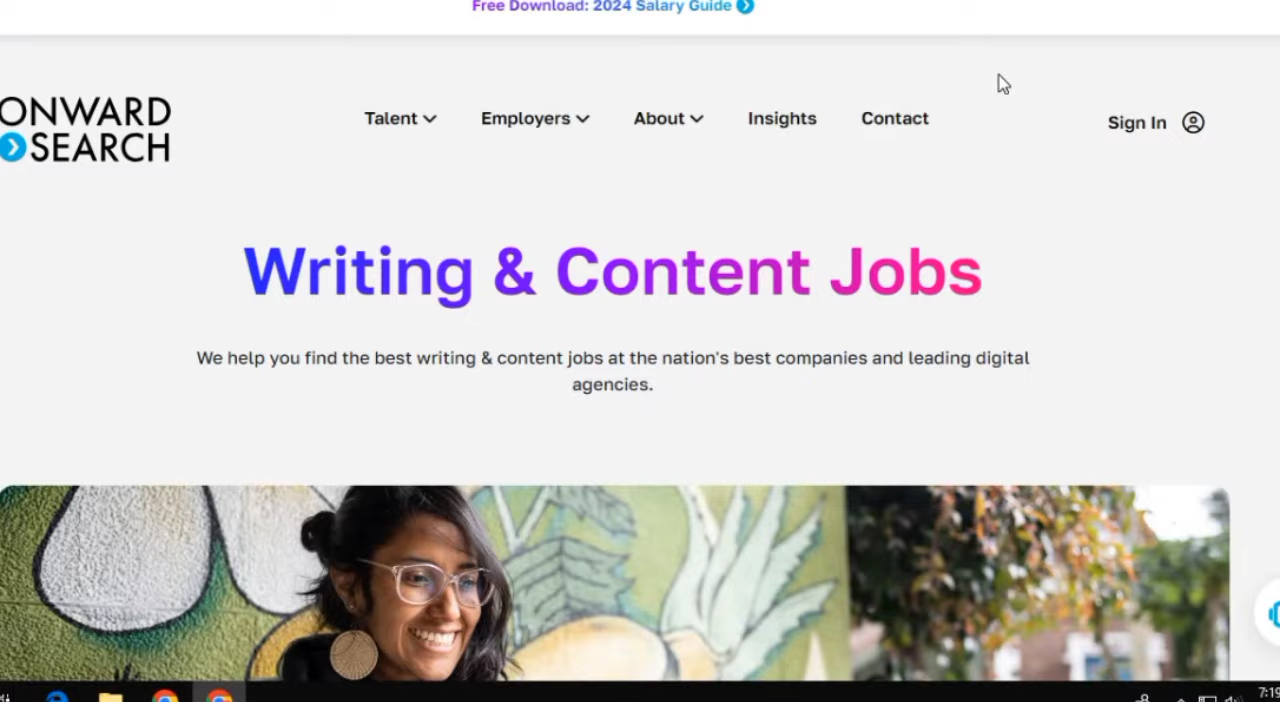 Free Download: 2024 Salary Guide
ONWARD
SEARCH
Talent Employers About Insights Contact Sign In
Writing & Content Jobs
We help you find the best writing & content jobs at the nation's best companies and leading digital
agencies.